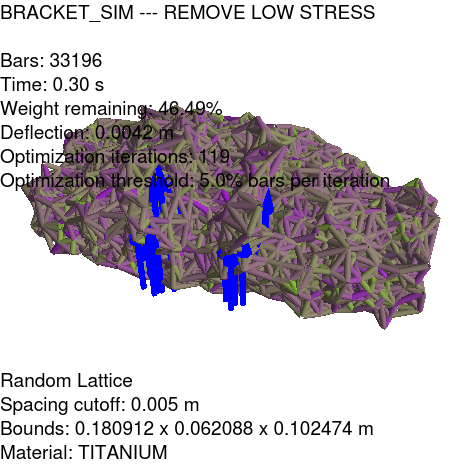 BRACKET_SIM --- REMOVE LOW STRESS
Bars: 33196
Time: 0.30 s
Weight remaining: 46.49%
Deflection: 0.0042 m
Optimization iterations: 119
Optimization threshold: 5.0% bars per iteration
Random Lattice
Spacing cutoff: 0.005 m
Bounds: 0.180912 x 0.062088 x 0.102474 m
Material: TITANIUM